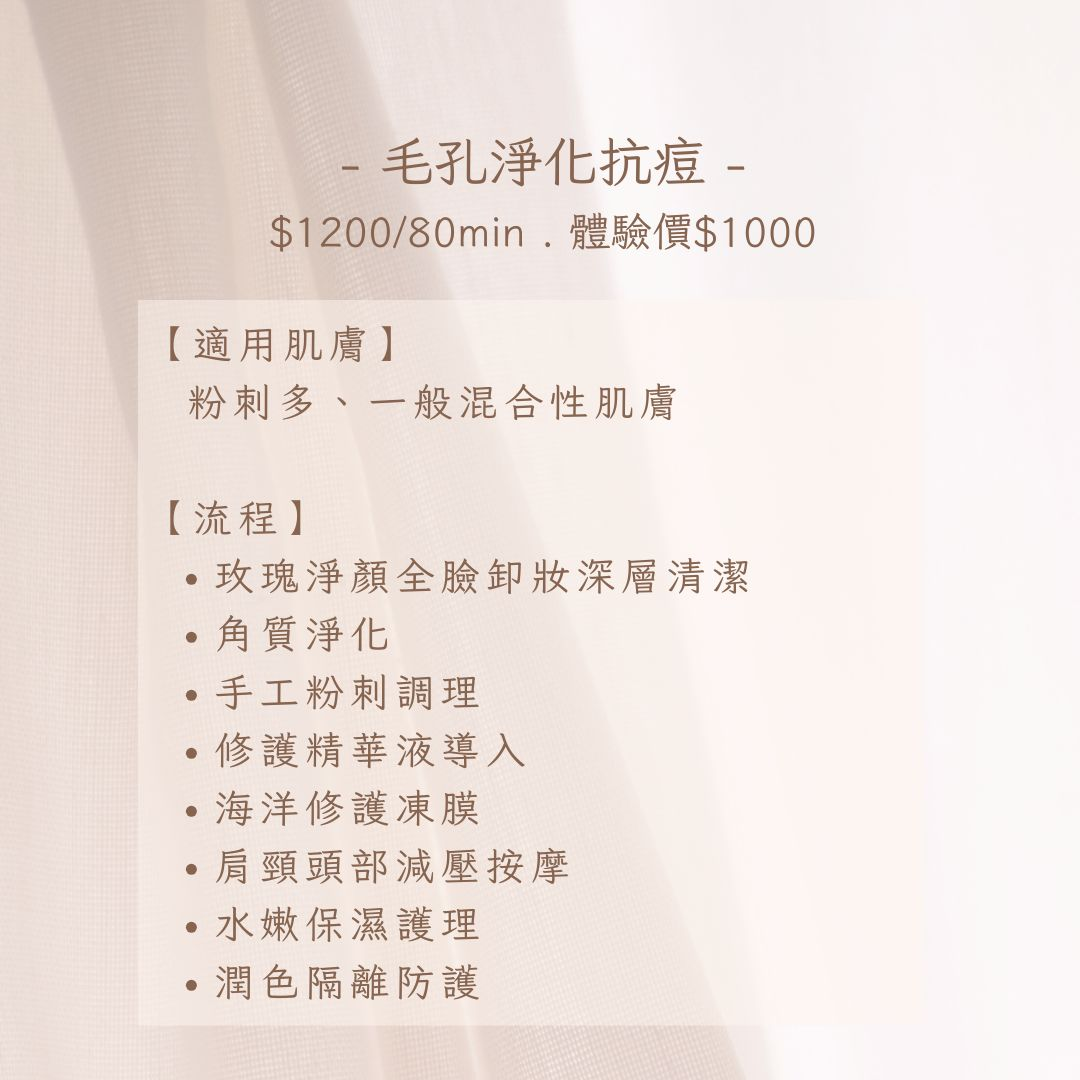 - 毛孔淨化抗痘 -
$1200/80min．體驗價$1000
【適用肌膚】
粉刺多、一般混合性肌膚
【流程】
• 玫瑰淨顏全臉卸妝深層清潔
• 角質淨化
• 手工粉刺調理
• 修護精華液導入
• 海洋修護凍膜
• 肩頸頭部減壓按摩
• 水嫩保濕護理
• 潤色隔離防護